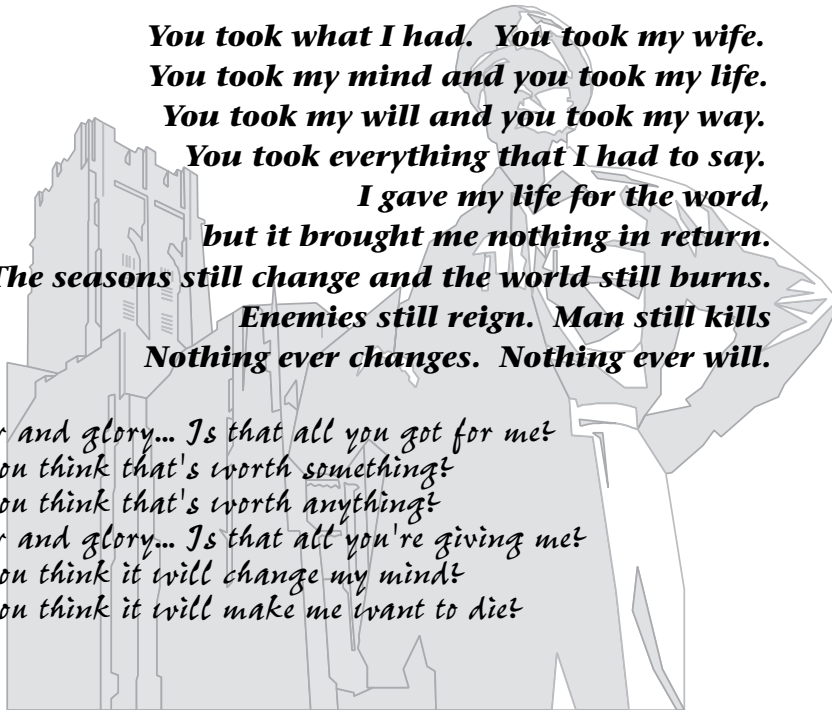 You took what I had.  You took my wife.
You took my mind and you took my life.
You took my will and you took my way.
You took everything that I had to say.
I gave my life for the word,
but it brought me nothing in return.
The seasons still change and the world still burns.
Enemies still reign.  Man still kills
Nothing ever changes.  Nothing ever will.
and glory... Is that all you got for me?
think that's worth something?
think that's worth anything?
and glory... Is that all you're giving me?
think it will change my mind?
think it will make me want to die?